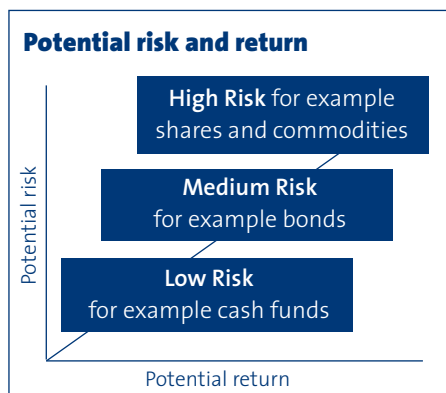 Potential risk and return
High Risk for example
shares and commodities
Medium Risk
for example bonds
Low Risk
for example cash funds
Potential risk
Potential return